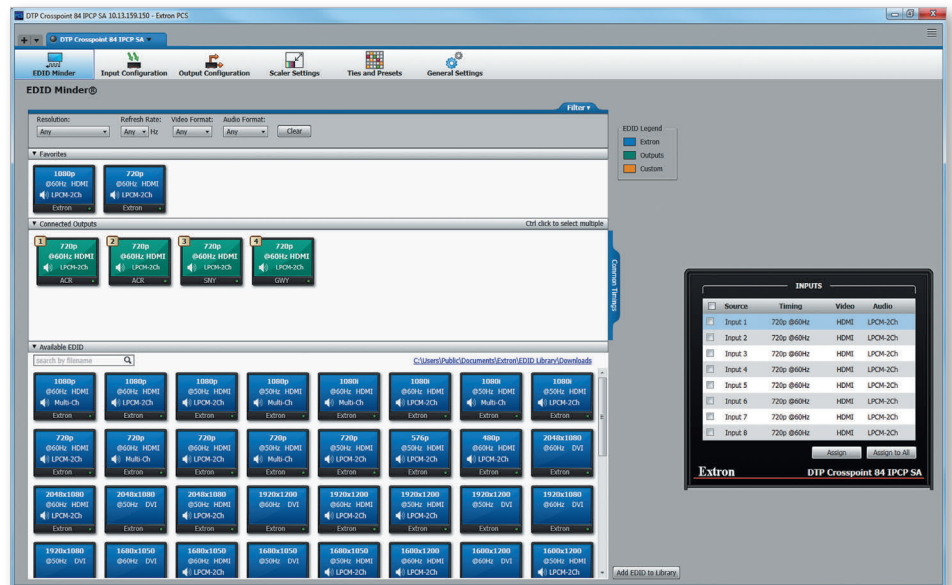 DTP Crosspoint 84 IPCP SA 10.13.159.150 - Extron PCS
DTP Crosspoint 84 IPCP SA
EDID Minder Input Configuration Output Configuration Scaler Settings Ties and Presets General Settings
EDID Minder®
Filter
Resolution: Refresh Rate: Video Format: Audio Format:
Any Any Hz Any Any Clear
EDID Legend
Extron
Outputs
Custom
Favorites
1080p 720p
@60Hz HDMI @60Hz HDMI
LPCM-2Ch LPCM-2Ch
Extron Extron
Connected Outputs Ctrl click to select multiple
1 2 3 4
720p 720p 720p 720p
@60Hz HDMI @60Hz HDMI @60Hz HDMI @60Hz HDMI
LPCM-2Ch LPCM-2Ch LPCM-2Ch LPCM-2Ch
ACR ACR SNY GWY
Common Timings
Available EDID
search by filename C:\Users\Public\Documents\Extron\EDID Library\Downloads
1080p 1080p 1080p 1080p 1080i 1080i 1080i 1080i
@60Hz HDMI @60Hz HDMI @50Hz HDMI @50Hz HDMI @60Hz HDMI @60Hz HDMI @50Hz HDMI @50Hz HDMI
Multi-Ch LPCM-2Ch LPCM-2Ch Multi-Ch Multi-Ch LPCM-2Ch Multi-Ch LPCM-2Ch
Extron Extron Extron Extron Extron Extron Extron Extron
720p 720p 720p 720p 720p 576p 480p 2048x1080
@60Hz HDMI @60Hz HDMI @60Hz HDMI @50Hz HDMI @50Hz HDMI @50Hz HDMI @60Hz HDMI @60Hz DVI
LPCM-2Ch Multi-Ch LPCM-2Ch Multi-Ch LPCM-2Ch LPCM-2Ch LPCM-2Ch
Extron Extron Extron Extron Extron Extron Extron Extron
2048x1080 2048x1080 2048x1080 1920x1200 1920x1200 1920x1200 1920x1200 1920x1080
@60Hz HDMI @50Hz DVI @50Hz HDMI @60Hz DVI @60Hz HDMI @50Hz HDMI @50Hz DVI @60Hz DVI
LPCM-2Ch LPCM-2Ch LPCM-2Ch LPCM-2Ch
Extron Extron Extron Extron Extron Extron Extron Extron
1920x1080 1680x1050 1680x1050 1680x1050 1680x1050 1600x1200 1600x1200 1600x1200
@50Hz DVI @60Hz DVI @60Hz HDMI @50Hz DVI @50Hz HDMI @60Hz HDMI @60Hz DVI @50Hz HDMI
LPCM-2Ch LPCM-2Ch LPCM-2Ch LPCM-2Ch
Add EDID to Library
INPUTS
Source Timing Video Audio
Input 1 720p @60Hz HDMI LPCM-2Ch
Input 2 720p @60Hz HDMI LPCM-2Ch
Input 3 720p @60Hz HDMI LPCM-2Ch
Input 4 720p @60Hz HDMI LPCM-2Ch
Input 5 720p @60Hz HDMI LPCM-2Ch
Input 6 720p @60Hz HDMI LPCM-2Ch
Input 7 720p @60Hz HDMI LPCM-2Ch
Input 8 720p @60Hz HDMI LPCM-2Ch
Assign Assign to All
Extron DTP Crosspoint 84 IPCP SA